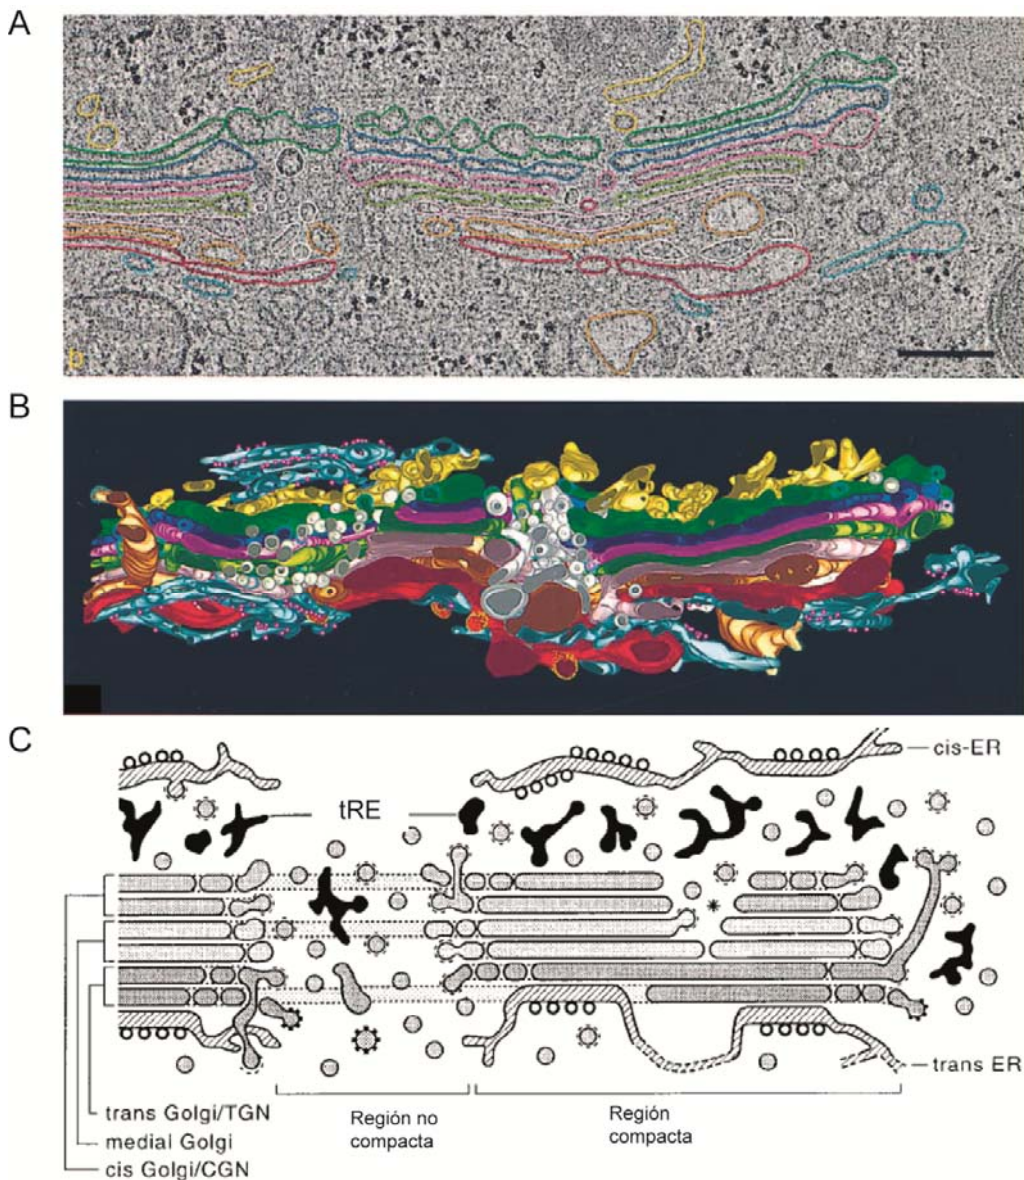 A
b
B
C
cis-ER
tRE
*
trans ER
Región no
compacta
Región
compacta
trans Golgi/TGN
medial Golgi
cis Golgi/CGN